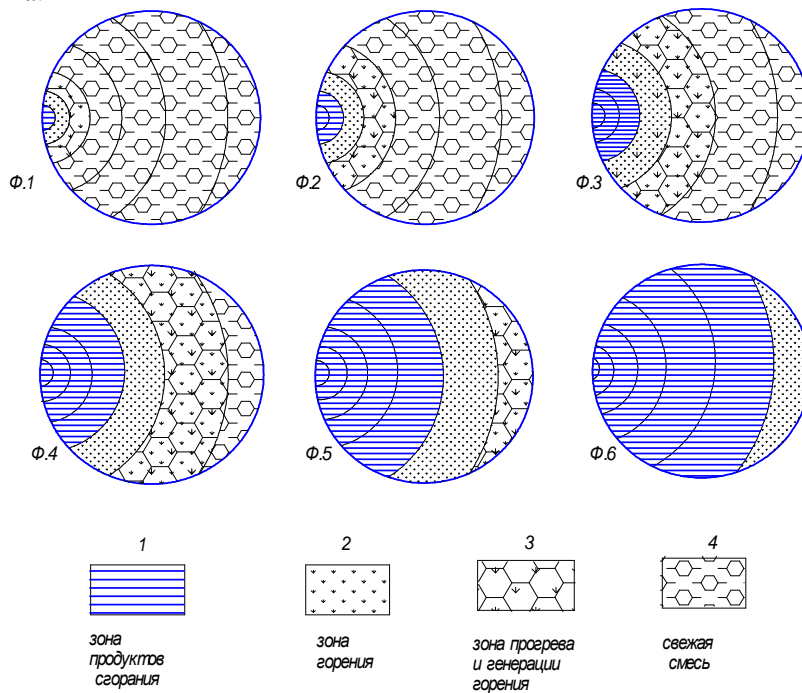 Ф.1
Ф.2
Ф.3
Ф.4
Ф.5
Ф.6
1
2
3
4
зона
продуктов
сгорания
зона
горения
зона прогрева
и генерации
горения
свежая
смесь